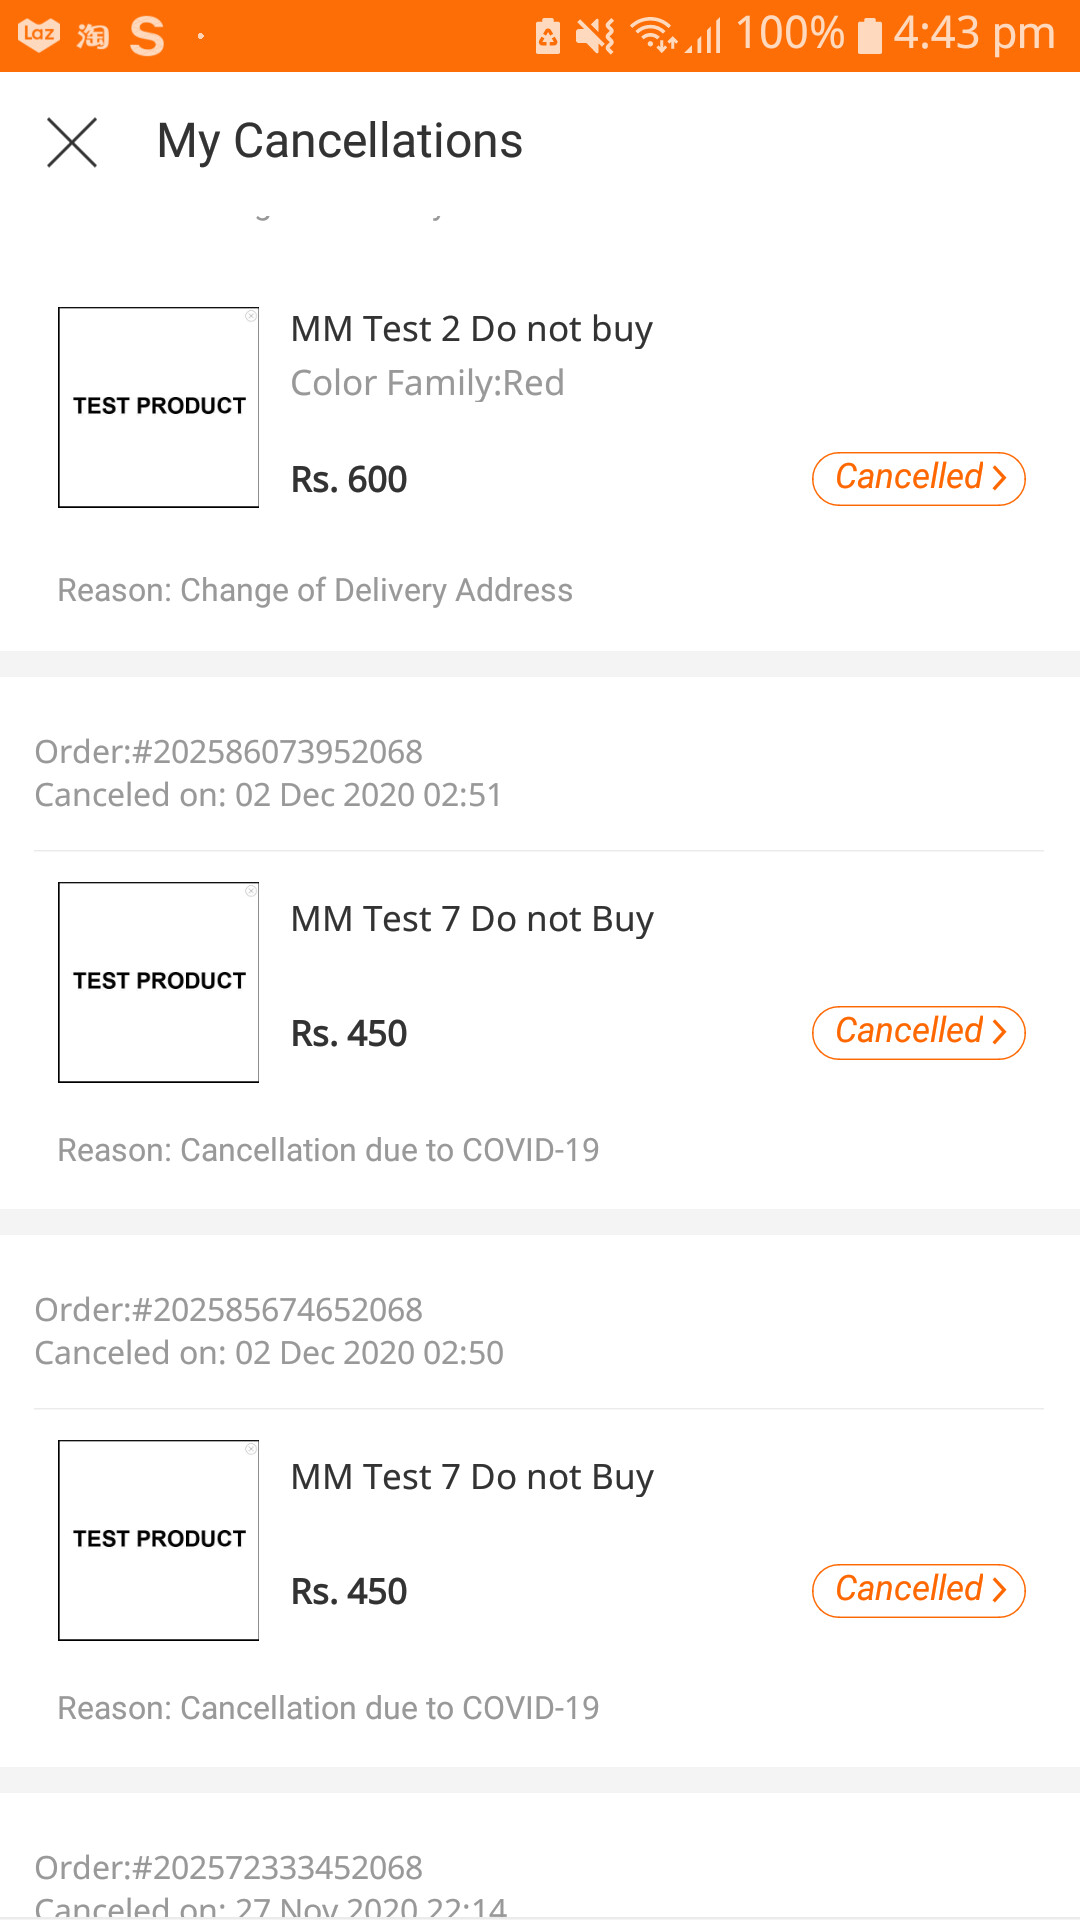 Laz 淘 S 100% 4:43 pm
My Cancellations
MM Test 2 Do not buy
Color Family:Red
TEST PRODUCT
Rs. 600
Cancelled
Reason: Change of Delivery Address
Order:#202586073952068
Canceled on: 02 Dec 2020 02:51
MM Test 7 Do not Buy
TEST PRODUCT
Rs. 450
Cancelled
Reason: Cancellation due to COVID-19
Order:#202585674652068
Canceled on: 02 Dec 2020 02:50
MM Test 7 Do not Buy
TEST PRODUCT
Rs. 450
Cancelled
Reason: Cancellation due to COVID-19
Order:#202572333452068
Canceled on: 27 Nov 2020 22:14